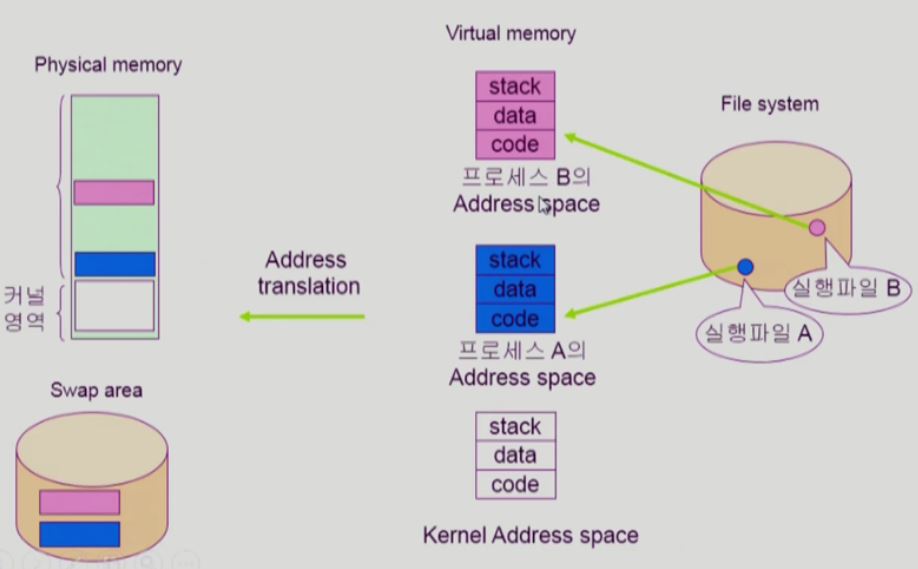 Virtual memory
Physical memory
File system
stack
data
code
프로세스 B의
Address space
stack
data
code
프로세스 A의
Address space
Address
translation
커널
영역
실행파일 B
실행파일 A
Swap area
stack
data
code
Kernel Address space